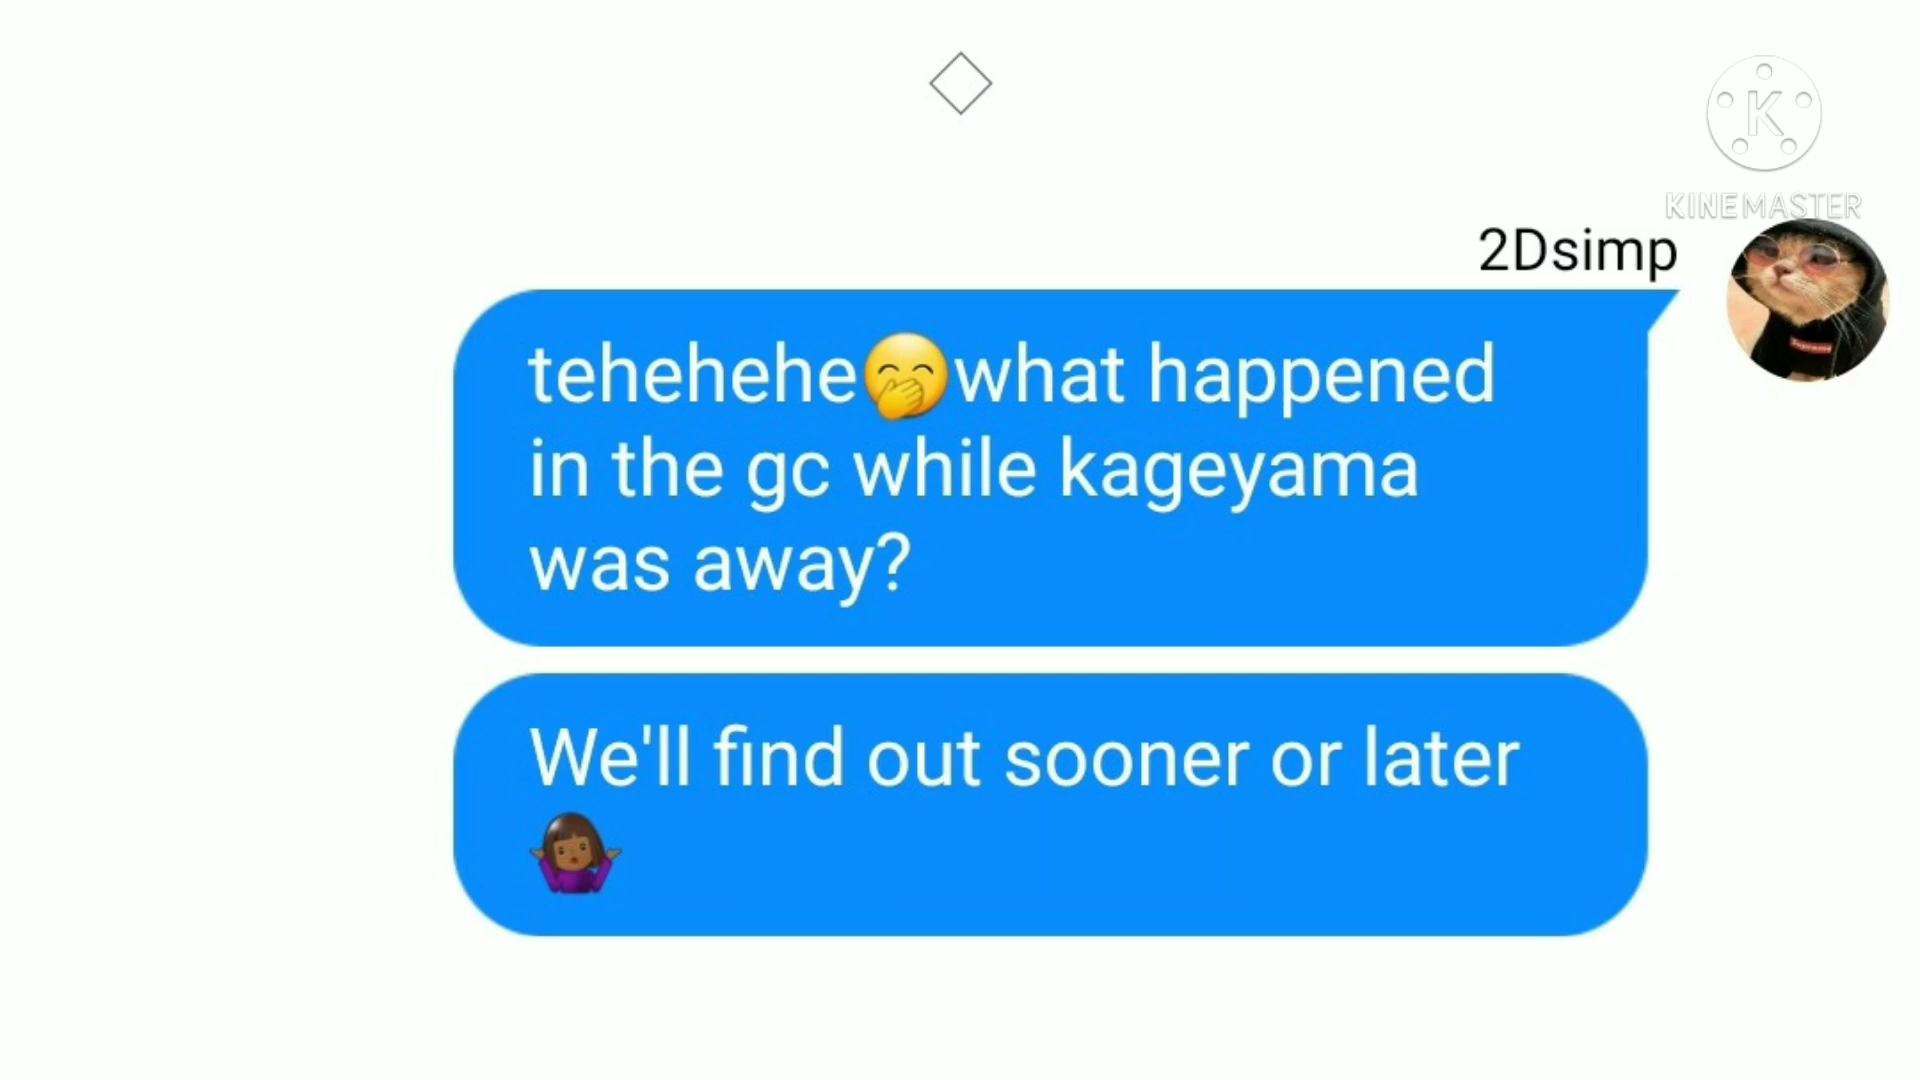 K
KINEMASTER
2Dsimp
tehehehe🤭what happened
in the gc while kageyama
was away?
We'll find out sooner or later
🤷🏾‍♀️
Supreme